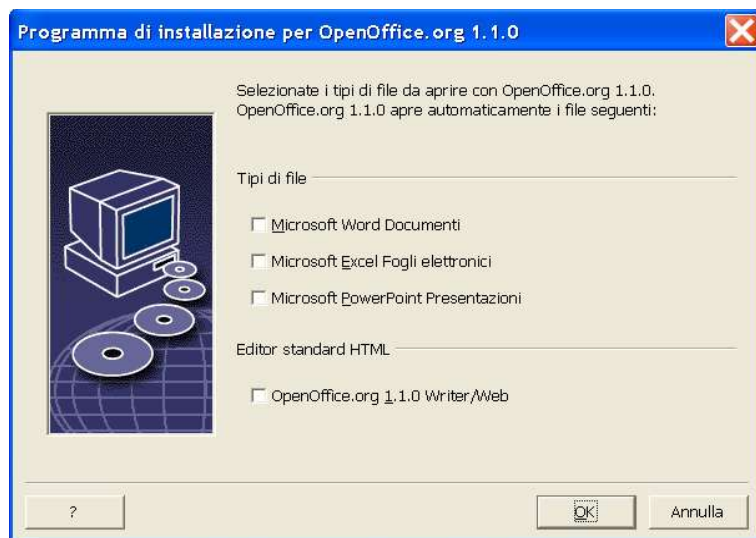 Programma di installazione per OpenOffice.org 1.1.0
Selezionate i tipi di file da aprire con OpenOffice.org 1.1.0.
OpenOffice.org 1.1.0 apre automaticamente i file seguenti:
Tipi di file
Microsoft Word Documenti
Microsoft Excel Fogli elettronici
Microsoft PowerPoint Presentazioni
Editor standard HTML
OpenOffice.org 1.1.0 Writer/Web
?
OK
Annulla